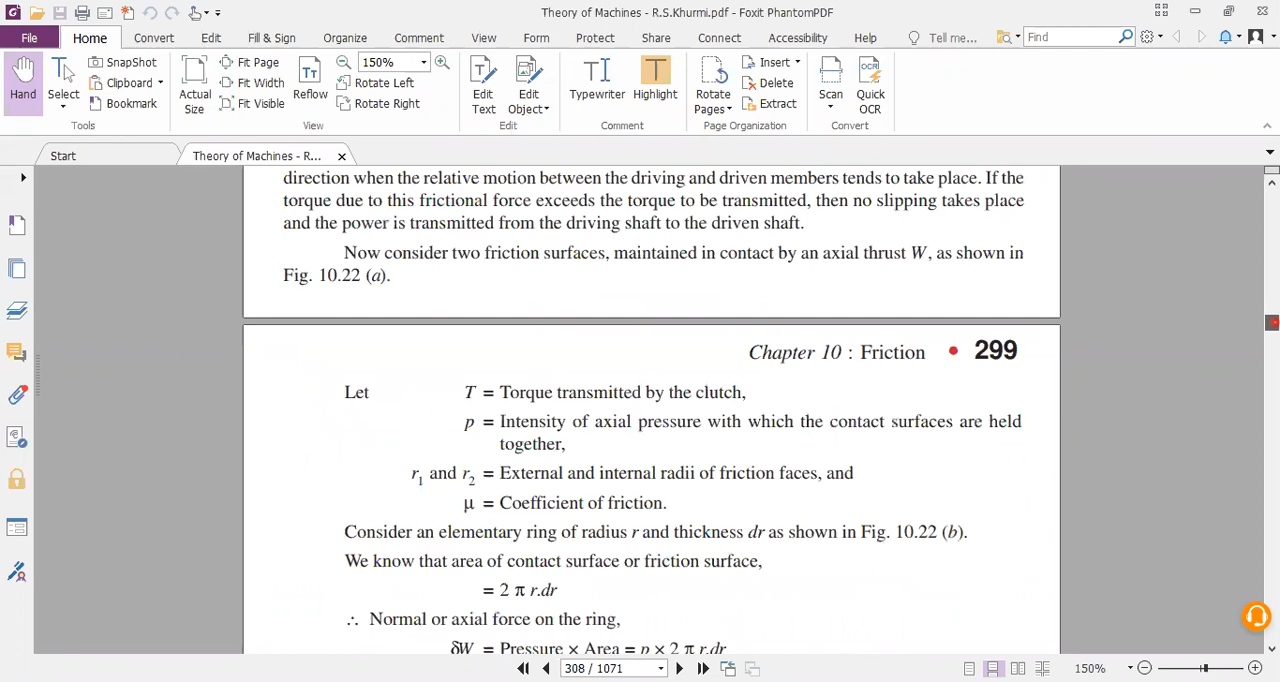 Theory of Machines - R.S.Khurmi.pdf - Foxit PhantomPDF
File Home Convert Edit Fill & Sign Organize Comment View Form Protect Share Connect Accessibility Help Tell me... Find
Hand
Select
SnapShot
Clipboard
Bookmark
Tools
Actual Size
Fit Page
Fit Width
Fit Visible
Reflow
150%
Rotate Left
Rotate Right
View
Edit Text
Edit Object
Edit
Typewriter
Highlight
Comment
Rotate Pages
Insert
Delete
Extract
Page Organization
Scan
Quick OCR
Convert
Start
Theory of Machines - R...
direction when the relative motion between the driving and driven members tends to take place. If the
torque due to this frictional force exceeds the torque to be transmitted, then no slipping takes place
and the power is transmitted from the driving shaft to the driven shaft.
Now consider two friction surfaces, maintained in contact by an axial thrust W, as shown in
Fig. 10.22 (a).
Chapter 10 : Friction • 299
Let T = Torque transmitted by the clutch,
p = Intensity of axial pressure with which the contact surfaces are held
together,
r1 and r2 = External and internal radii of friction faces, and
μ = Coefficient of friction.
Consider an elementary ring of radius r and thickness dr as shown in Fig. 10.22 (b).
We know that area of contact surface or friction surface,
= 2 π r.dr
∴ Normal or axial force on the ring,
δW = Pressure × Area = p × 2 π r.dr
308 / 1071
150%